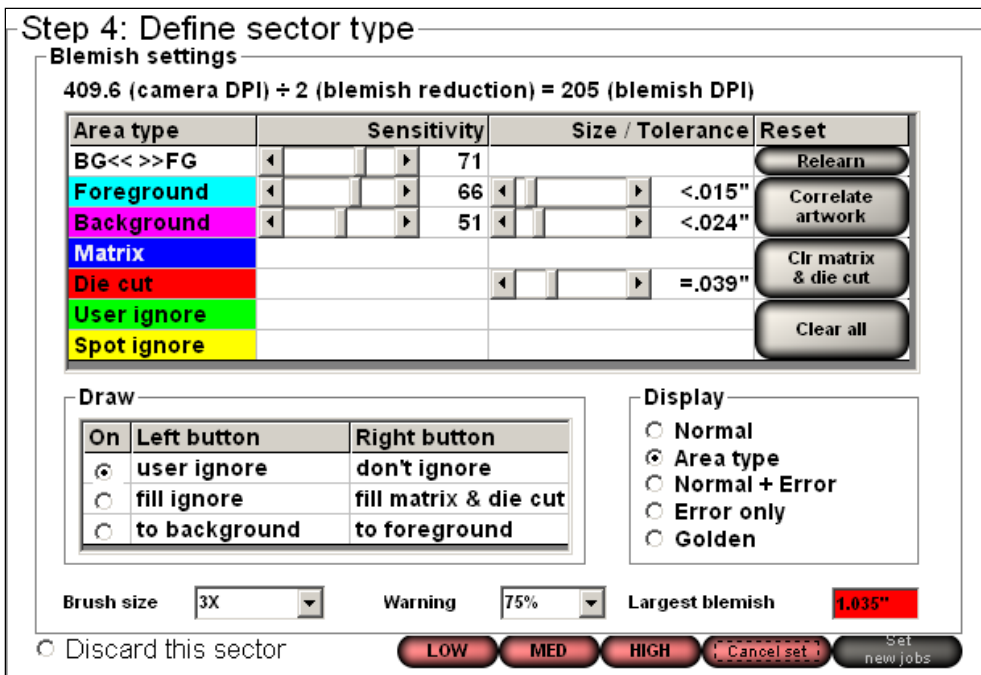 Step 4: Define sector type
Blemish settings
409.6 (camera DPI) ÷ 2 (blemish reduction) = 205 (blemish DPI)
Area type Sensitivity Size / Tolerance Reset
BG<< >>FG 71 Relearn
Foreground 66 <.015" Correlate
artwork
Background 51 <.024"
Matrix Clr matrix
& die cut
Die cut =.039"
User ignore Clear all
Spot ignore
Draw
On Left button Right button
user ignore don't ignore
fill ignore fill matrix & die cut
to background to foreground
Display
Normal
Area type
Normal + Error
Error only
Golden
Brush size 3X Warning 75% Largest blemish 1.035"
Discard this sector LOW MED HIGH Cancel set Set
new jobs